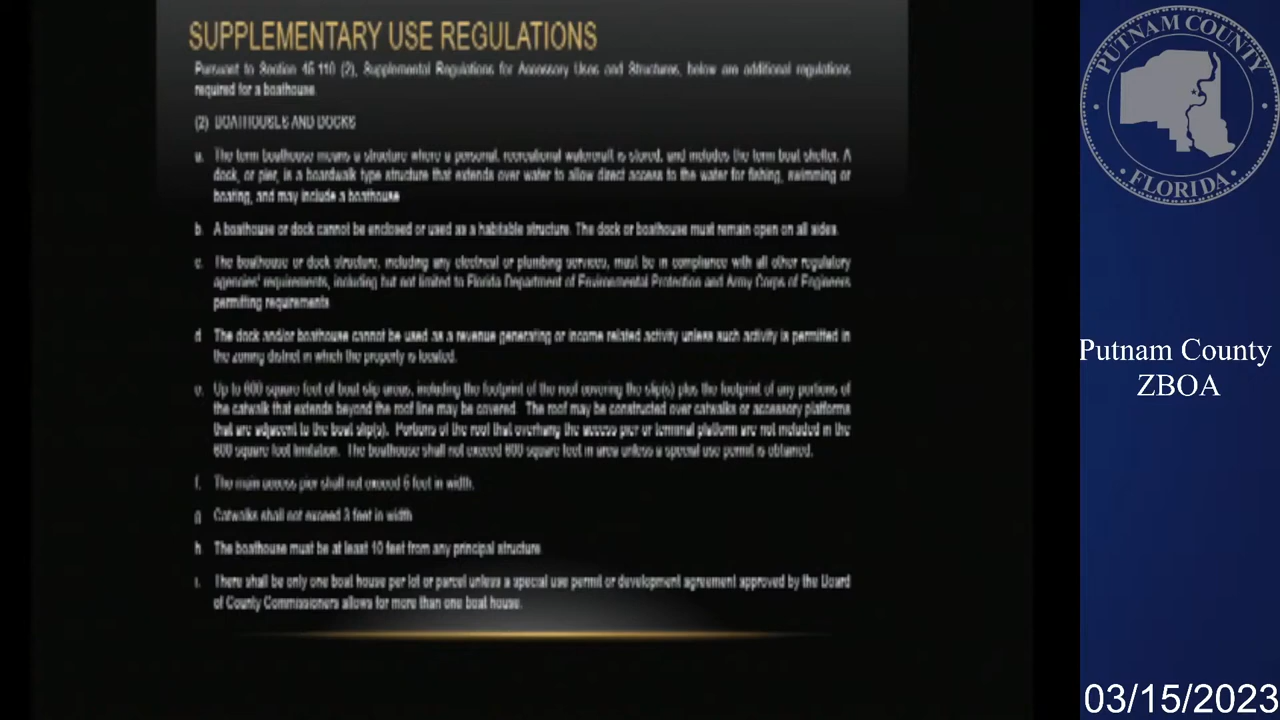 SUPPLEMENTARY USE REGULATIONS
Pursuant to Section 45-110 (2), Supplemental Regulations for Accessory Uses and Structures, below are additional regulations
required for a boathouse.
(2) BOATHOUSES AND DOCKS
a. The term boathouse means a structure where a personal, recreational watercraft is stored, and includes the term boat shelter. A
dock, or pier, is a boardwalk type structure that extends over water to allow direct access to the water for fishing, swimming or
boating, and may include a boathouse
b. A boathouse or dock cannot be enclosed or used as a habitable structure. The dock or boathouse must remain open on all sides.
c. The boathouse or dock structure, including any electrical or plumbing services, must be in compliance with all other regulatory
agencies' requirements, including but not limited to Florida Department of Environmental Protection and Army Corps of Engineers
permitting requirements
d. The dock and/or boathouse cannot be used as a revenue generating or income related activity unless such activity is permitted in
the zoning district in which the property is located.
e. Up to 600 square feet of boat slip areas, including the footprint of the roof covering the slip(s) plus the footprint of any portions of
the catwalk that extends beyond the roof line may be covered. The roof may be constructed over catwalks or accessory platforms
that are adjacent to the boat slip(s). Portions of the roof that overhang the access pier or terminal platform are not included in the
600 square foot limitation. The boathouse shall not exceed 600 square feet in area unless a special use permit is obtained.
f. The main access pier shall not exceed 6 feet in width.
g. Catwalks shall not exceed 3 feet in width
h. The boathouse must be at least 10 feet from any principal structure
i. There shall be only one boat house per lot or parcel unless a special use permit or development agreement approved by the Board
of County Commissioners allows for more than one boat house.
PUTNAM COUNTY
FLORIDA
Putnam County
ZBOA
03/15/2023